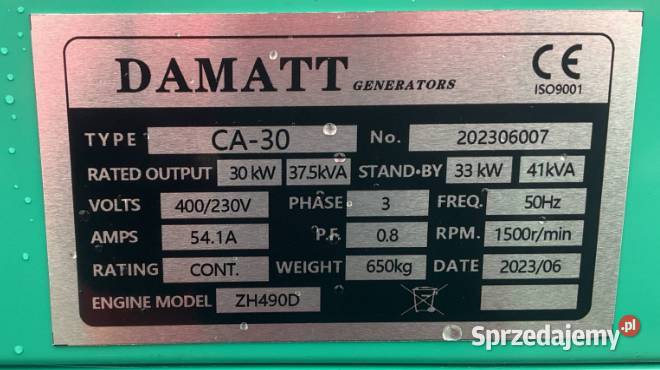 DAMATT GENERATORS CE
ISO9001
TYPE CA-30 No. 202306007
RATED OUTPUT 30 kW 37.5kVA STAND•BY 33 kW 41kVA
VOLTS 400/230V PHASE 3 FREQ. 50Hz
AMPS 54.1A P.F. 0.8 RPM. 1500r/min
RATING CONT. WEIGHT 650kg DATE 2023/06
ENGINE MODEL ZH490D
Sprzedajemy.pl